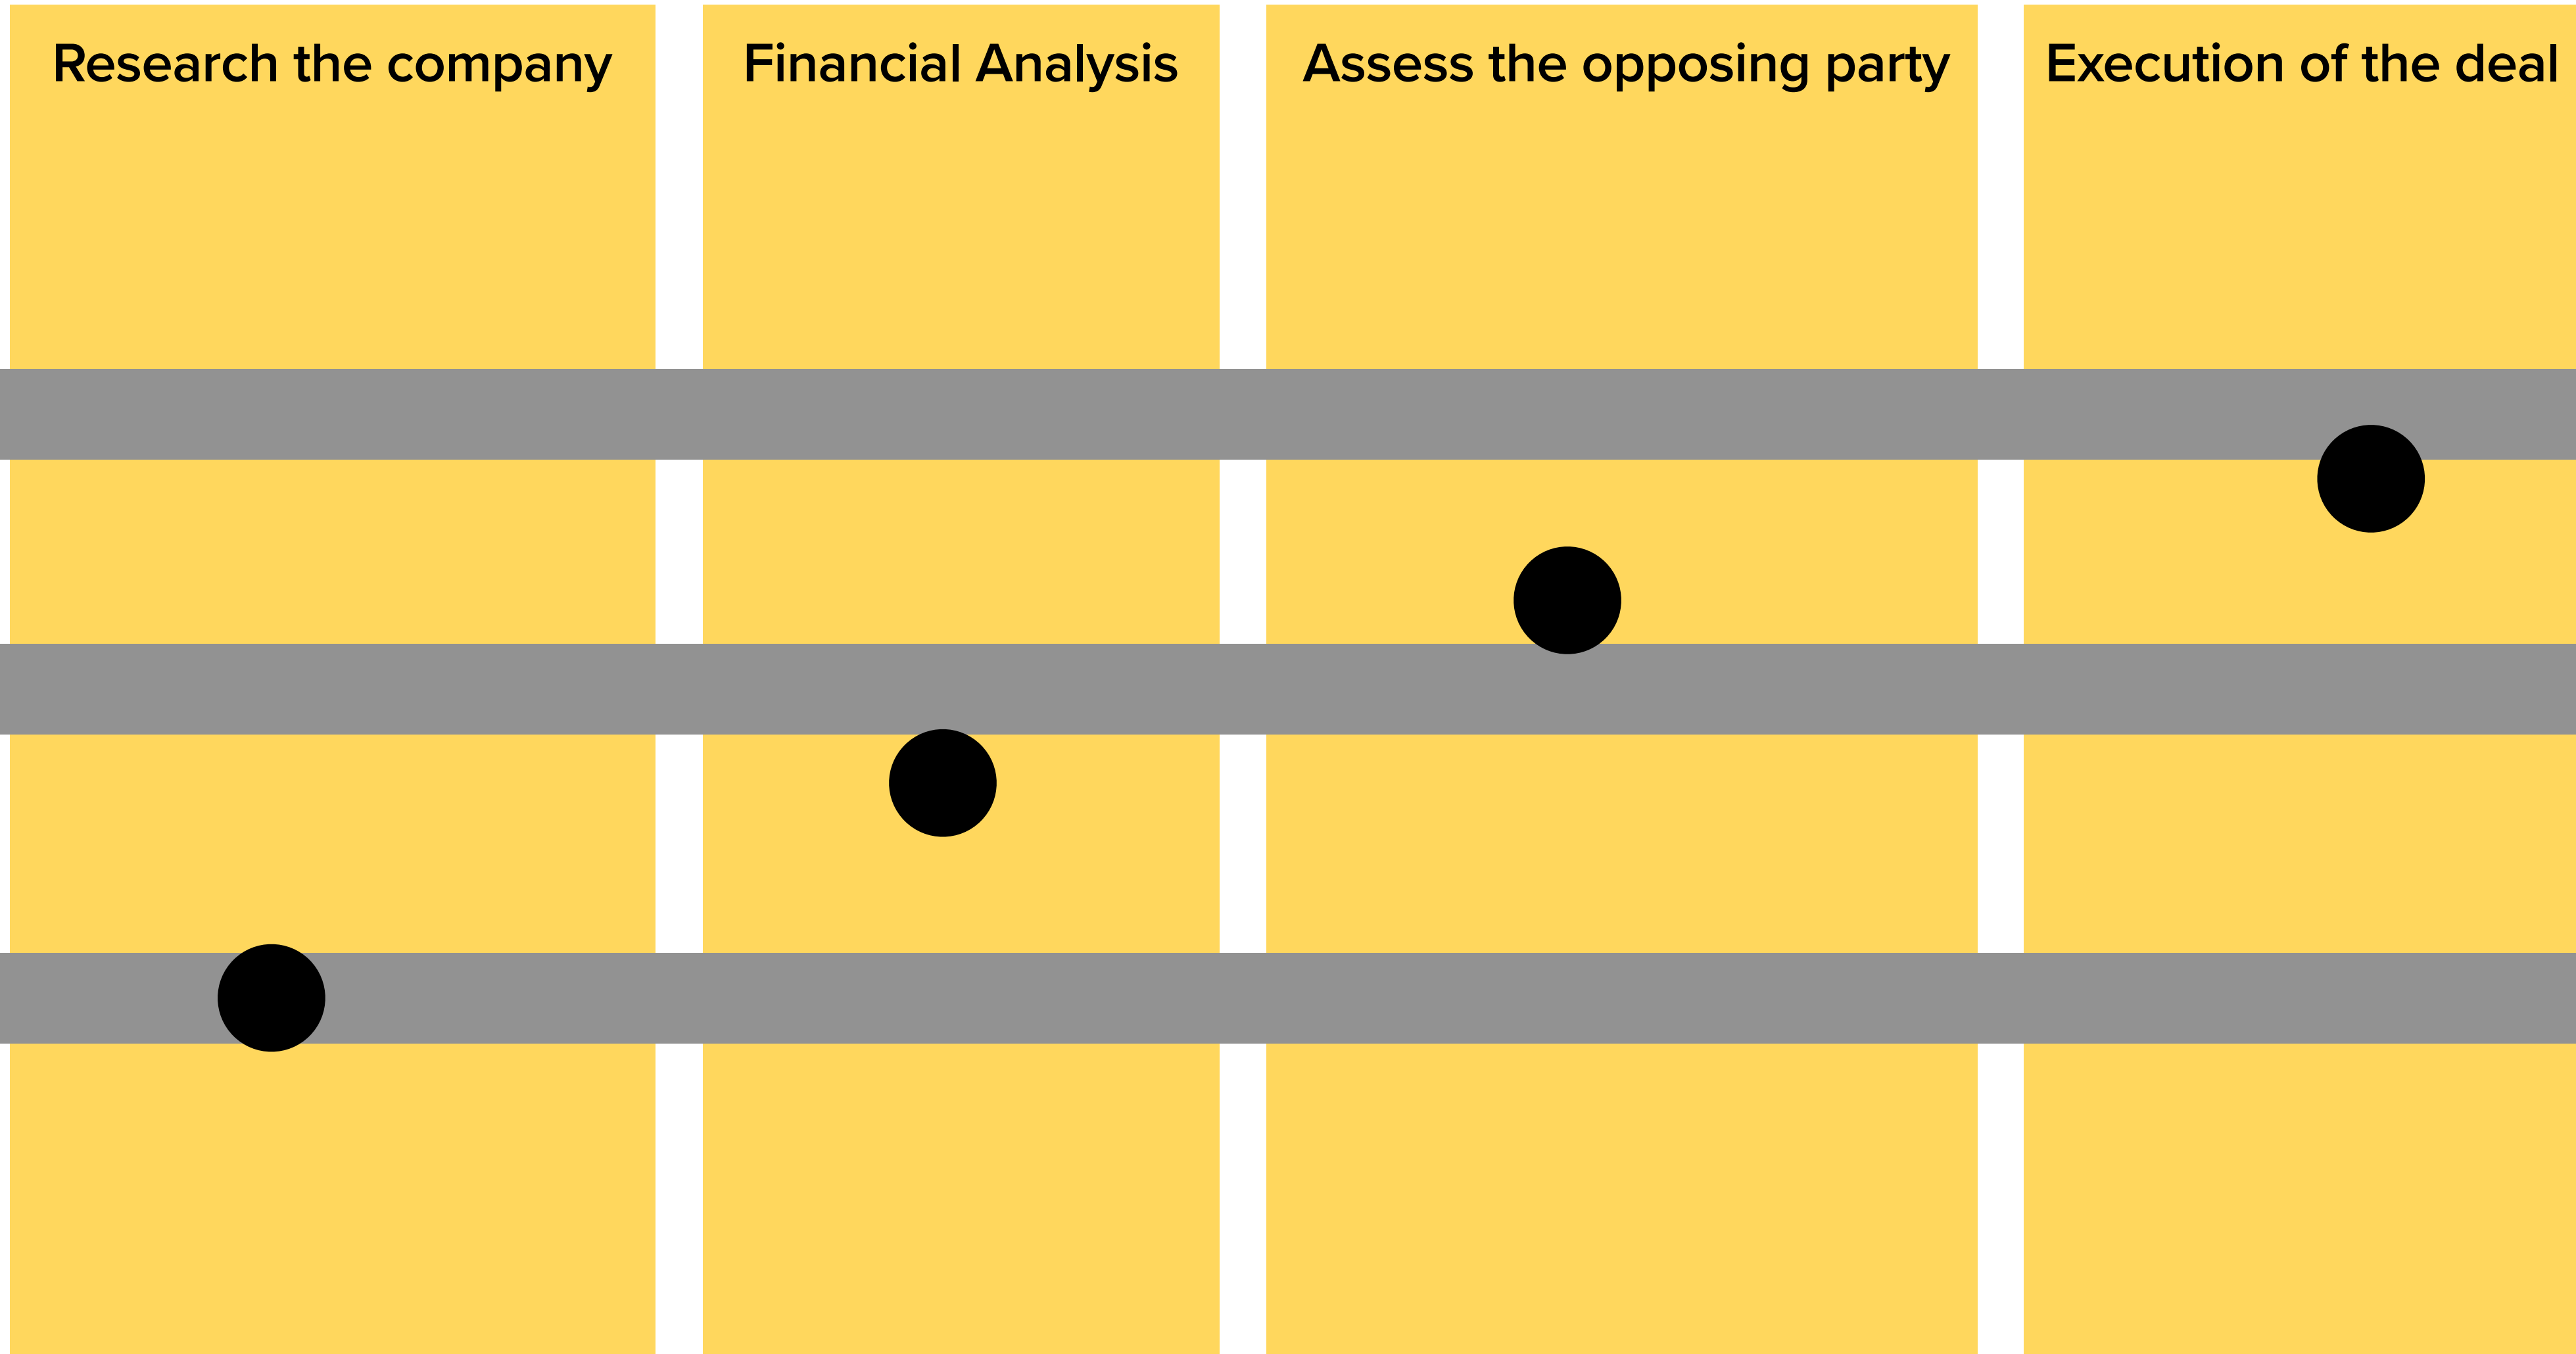 Research the company
Financial Analysis
Assess the opposing party
Execution of the deal